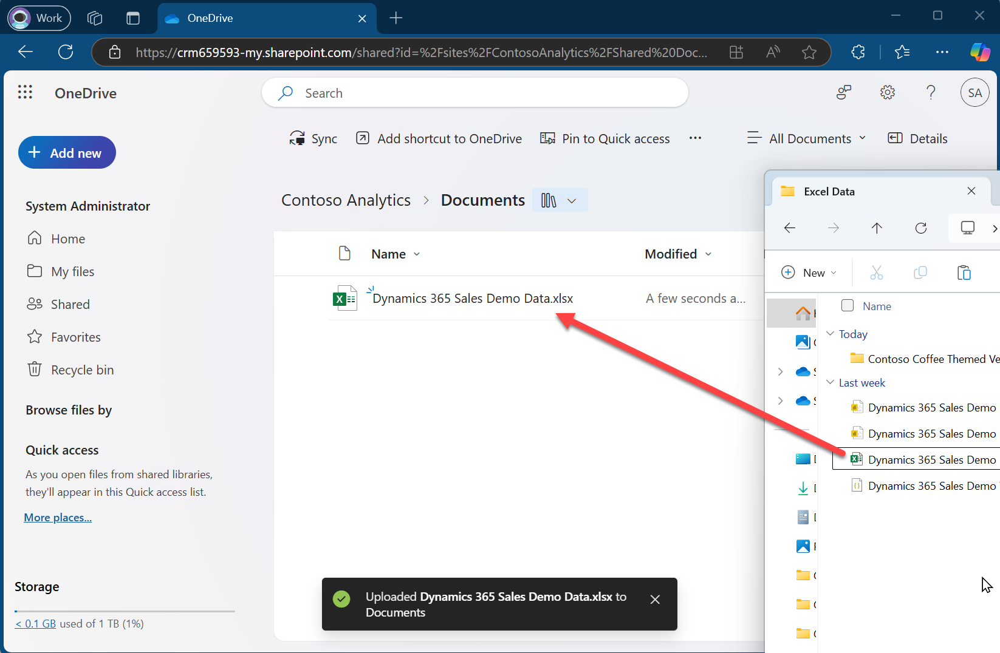 Work
OneDrive
https://crm659593-my.sharepoint.com/shared?id=%2Fsites%2FContosoAnalytics%2FShared%20Doc...
OneDrive
Search
SA
Add new
Sync
Add shortcut to OneDrive
Pin to Quick access
All Documents
Details
System Administrator
Home
My files
Shared
Favorites
Recycle bin
Browse files by
Quick access
As you open files from shared libraries,
they'll appear in this Quick access list.
More places...
Storage
< 0.1 GB used of 1 TB (1%)
Contoso Analytics > Documents
Name
Modified
Dynamics 365 Sales Demo Data.xlsx
A few seconds a...
Uploaded Dynamics 365 Sales Demo Data.xlsx to
Documents
Excel Data
New
Name
Today
Contoso Coffee Themed Ve
Last week
Dynamics 365 Sales Demo
Dynamics 365 Sales Demo
Dynamics 365 Sales Demo
Dynamics 365 Sales Demo